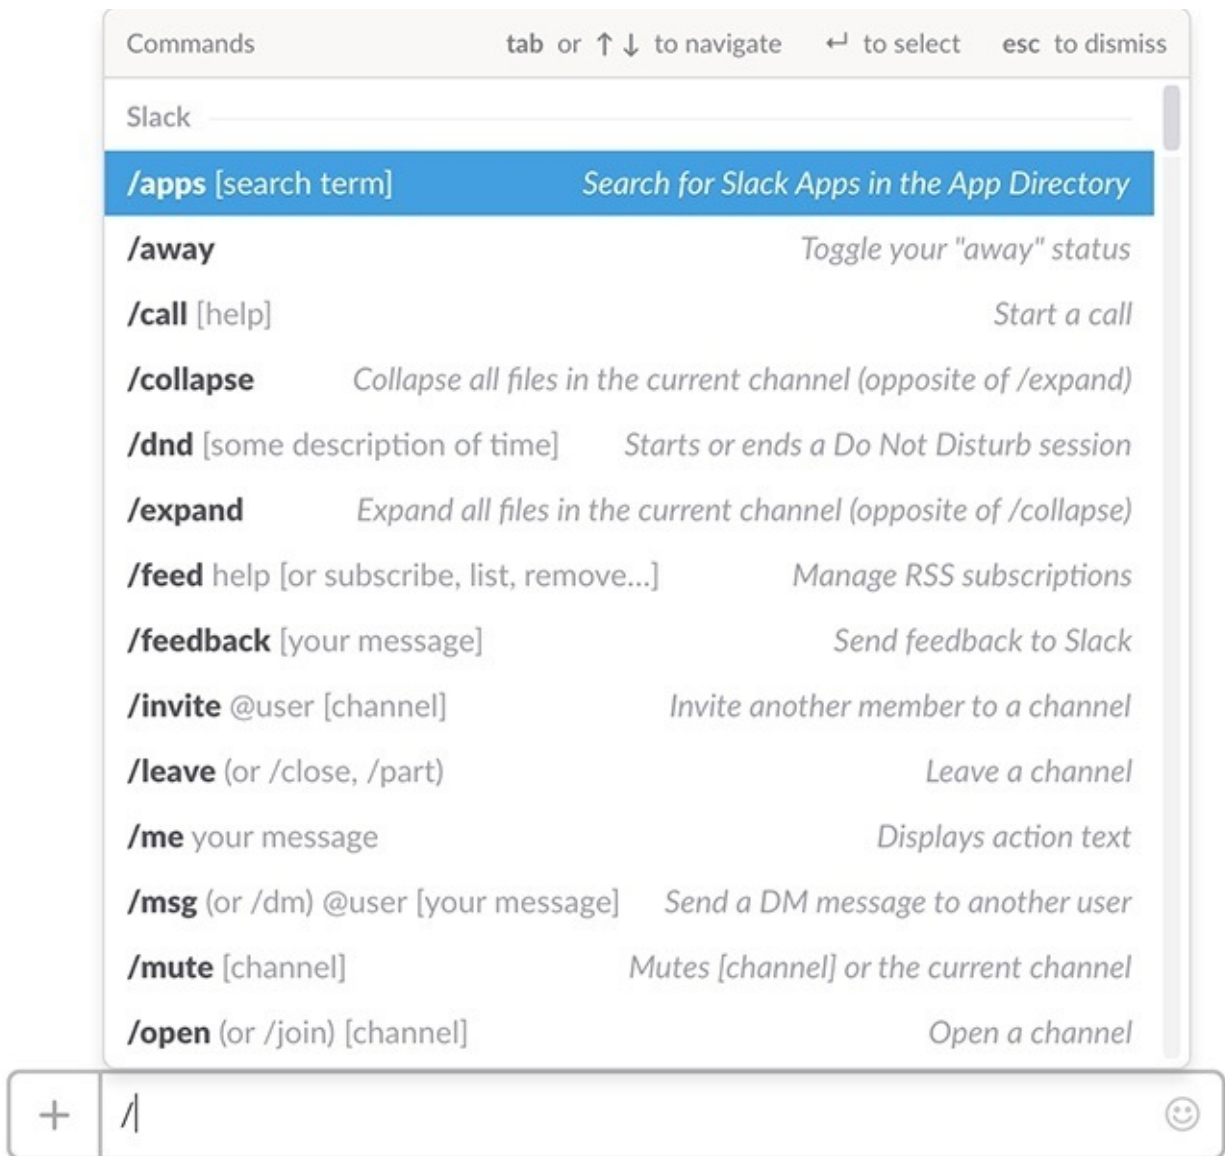 Commands tab or ↑ ↓ to navigate ↵ to select esc to dismiss
Slack
/apps [search term] Search for Slack Apps in the App Directory
/away Toggle your "away" status
/call [help] Start a call
/collapse Collapse all files in the current channel (opposite of /expand)
/dnd [some description of time] Starts or ends a Do Not Disturb session
/expand Expand all files in the current channel (opposite of /collapse)
/feed help [or subscribe, list, remove...] Manage RSS subscriptions
/feedback [your message] Send feedback to Slack
/invite @user [channel] Invite another member to a channel
/leave (or /close, /part) Leave a channel
/me your message Displays action text
/msg (or /dm) @user [your message] Send a DM message to another user
/mute [channel] Mutes [channel] or the current channel
/open (or /join) [channel] Open a channel
/